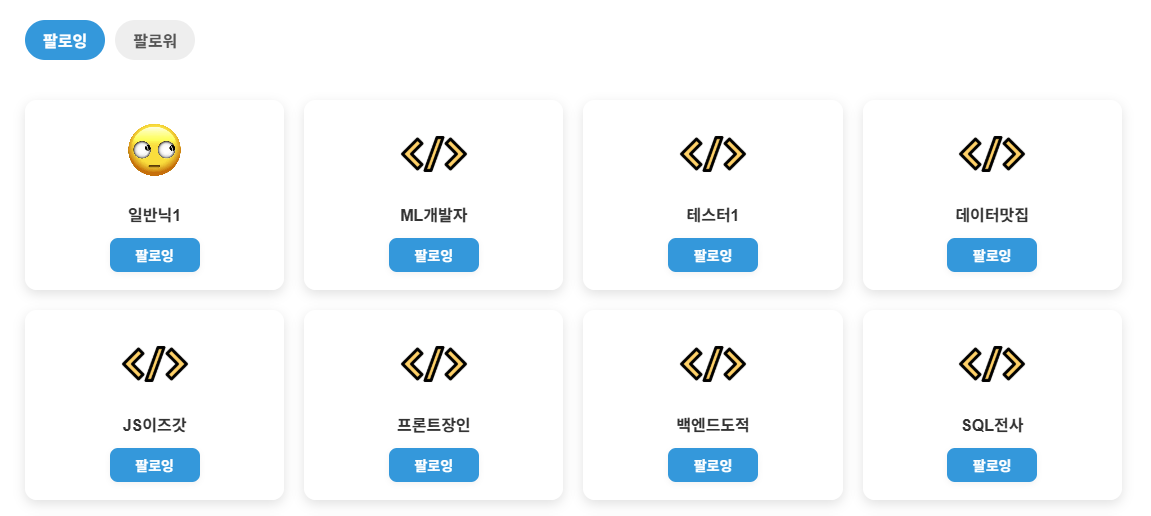 팔로잉 팔로워
일반닉1 ML개발자 테스터1 데이터맛집
팔로잉 팔로잉 팔로잉 팔로잉
JS이즈갓 프론트장인 백엔드도적 SQL전사
팔로잉 팔로잉 팔로잉 팔로잉